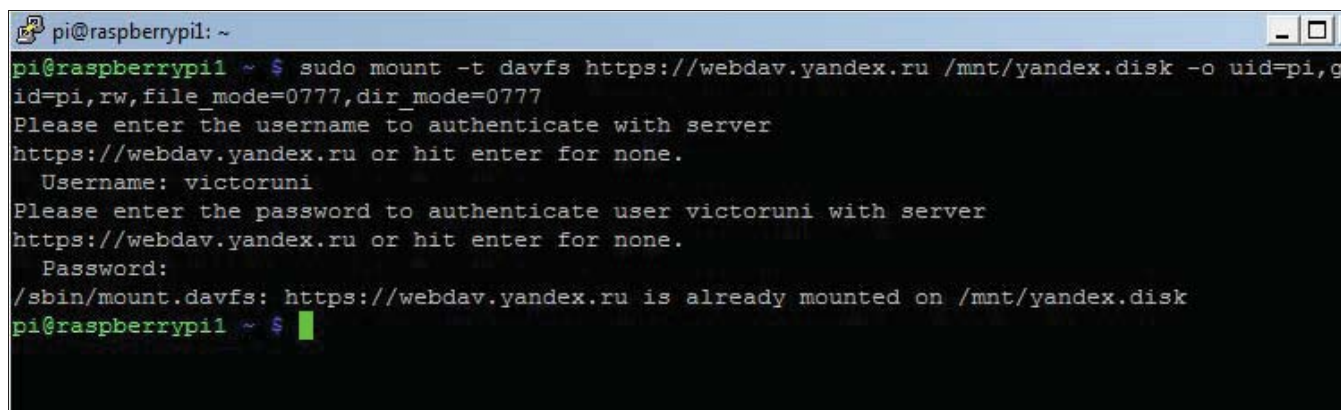 pi@raspberrypi1: ~
pi@raspberrypi1 ~ $ sudo mount -t davfs https://webdav.yandex.ru /mnt/yandex.disk -o uid=pi,g
id=pi,rw,file_mode=0777,dir_mode=0777
Please enter the username to authenticate with server
https://webdav.yandex.ru or hit enter for none.
  Username: victoruni
Please enter the password to authenticate user victoruni with server
https://webdav.yandex.ru or hit enter for none.
  Password:
/sbin/mount.davfs: https://webdav.yandex.ru is already mounted on /mnt/yandex.disk
pi@raspberrypi1 ~ $